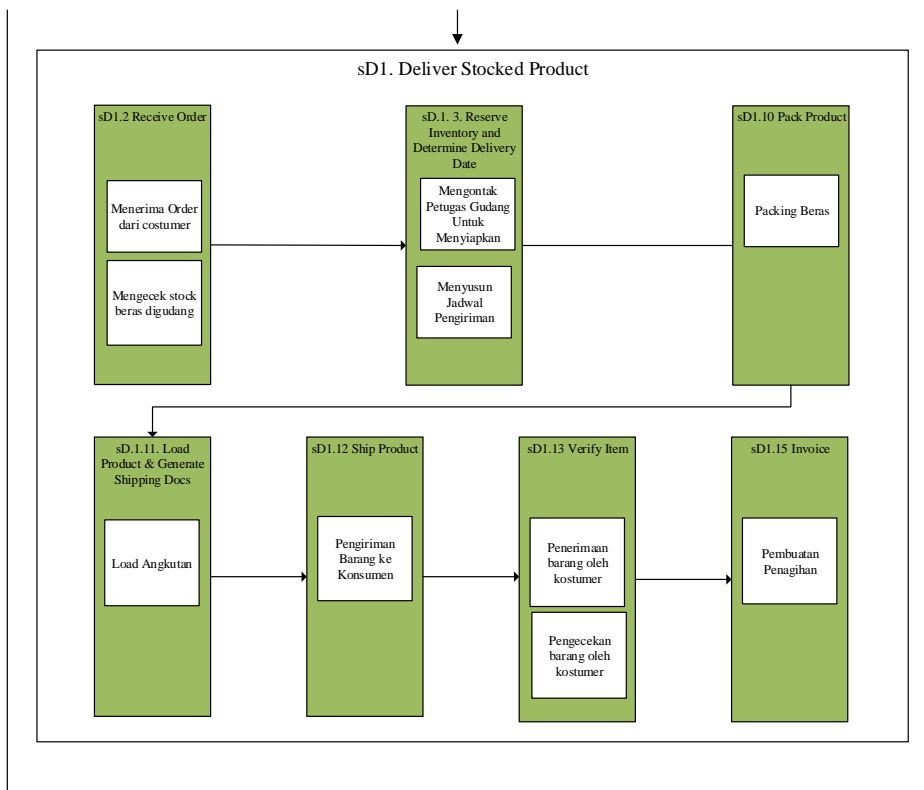 sD1. Deliver Stocked Product
sD1.2 Receive Order
Menerima Order
dari costumer
Mengecek stock
beras digudang
sD.1. 3. Reserve
Inventory and
Determine Delivery
Date
Mengontak
Petugas Gudang
Untuk
Menyiapkan
Menyusun
Jadwal
Pengiriman
sD1.10 Pack Product
Packing Beras
sD.1.11. Load
Product & Generate
Shipping Docs
Load Angkutan
sD1.12 Ship Product
Pengiriman
Barang ke
Konsumen
sD1.13 Verify Item
Penerimaan
barang oleh
kostumer
Pengecekan
barang oleh
kostumer
sD1.15 Invoice
Pembuatan
Penagihan